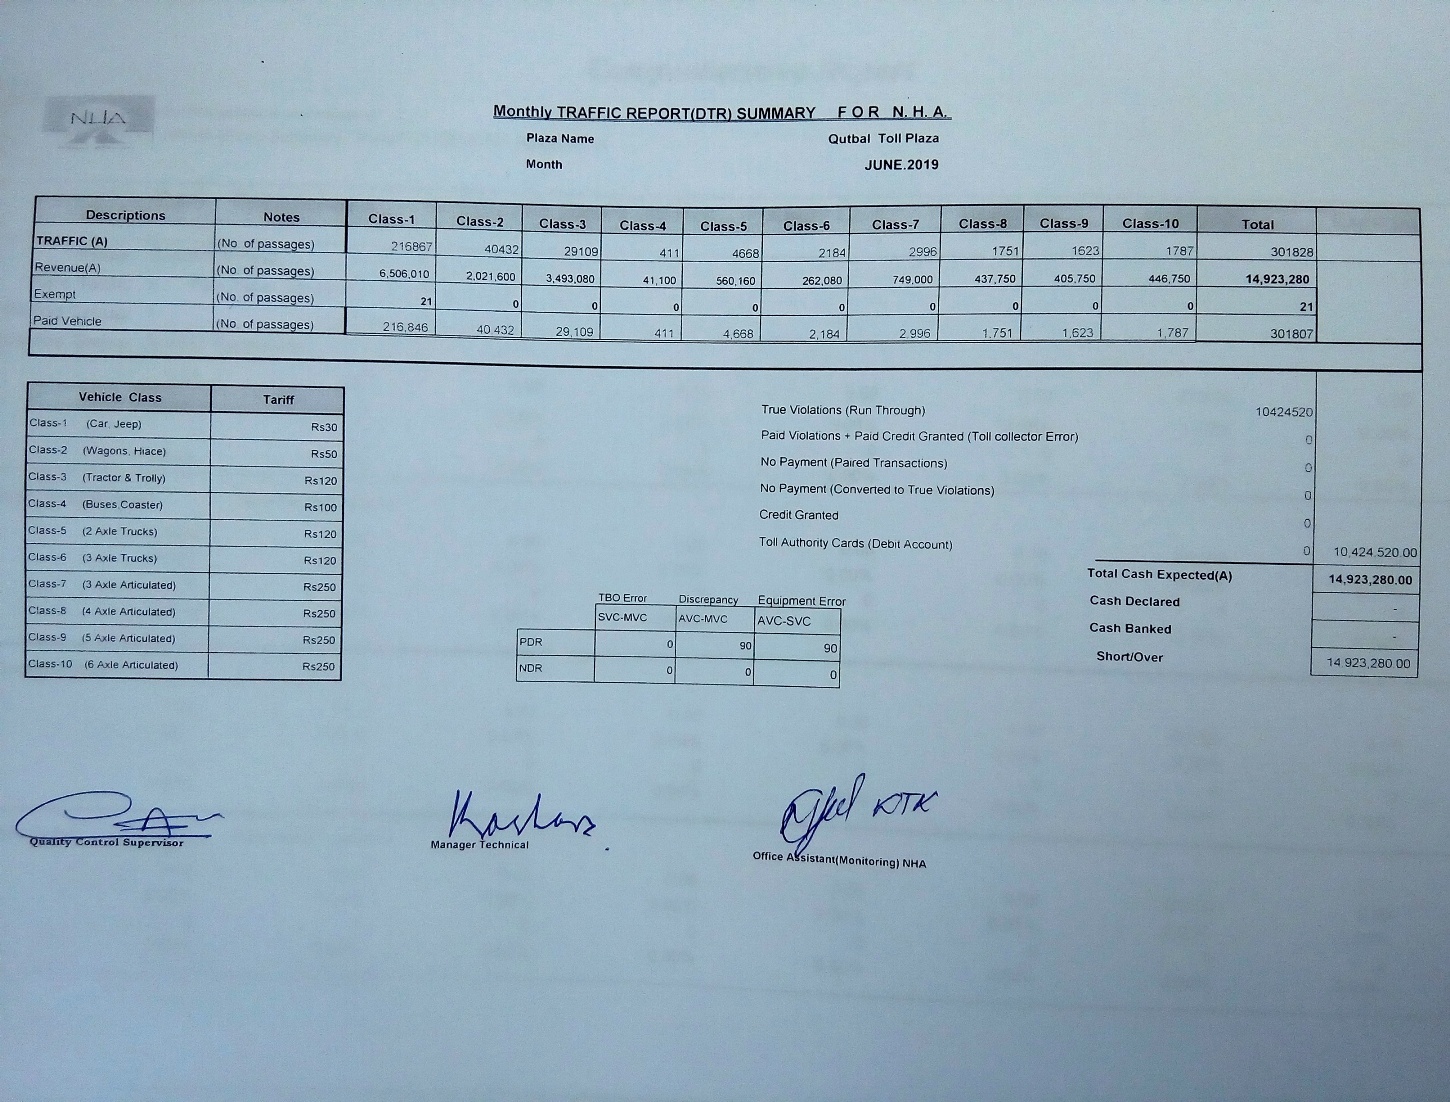 NHA
Monthly TRAFFIC REPORT(DTR) SUMMARY FOR N. H. A.
Plaza Name Qutbal Toll Plaza
Month JUNE.2019
Descriptions Notes Class-1 Class-2 Class-3 Class-4 Class-5 Class-6 Class-7 Class-8 Class-9 Class-10 Total
TRAFFIC (A) (No of passages) 216867 40432 29109 411 4668 2184 2996 1751 1623 1787 301828
Revenue(A) (No. of passages) 6,506,010 2,021,600 3,493,080 41,100 560,160 262,080 749,000 437,750 405,750 446,750 14,923,280
Exempt (No. of passages) 21 0 0 0 0 0 0 0 0 0 21
Paid Vehicle (No. of passages) 216,846 40,432 29,109 411 4,668 2,184 2,996 1,751 1,623 1,787 301807
Vehicle Class Tariff
Class-1 (Car, Jeep) Rs30
Class-2 (Wagons, Hiace) Rs50
Class-3 (Tractor & Trolly) Rs120
Class-4 (Buses,Coaster) Rs100
Class-5 (2 Axle Trucks) Rs120
Class-6 (3 Axle Trucks) Rs120
Class-7 (3 Axle Articulated) Rs250
Class-8 (4 Axle Articulated) Rs250
Class-9 (5 Axle Articulated) Rs250
Class-10 (6 Axle Articulated) Rs250
True Violations (Run Through) 10424520
Paid Violations + Paid Credit Granted (Toll collector Error) 0
No Payment (Paired Transactions) 0
No Payment (Converted to True Violations) 0
Credit Granted 0
Toll Authority Cards (Debit Account) 0 10,424,520.00
Total Cash Expected(A) 14,923,280.00
Cash Declared -
Cash Banked -
Short/Over 14,923,280.00
TBO Error Discrepancy Equipment Error
SVC-MVC AVC-MVC AVC-SVC
PDR 0 90 90
NDR 0 0 0
KTK
Quality Control Supervisor
Manager Technical
Office Assistant(Monitoring) NHA